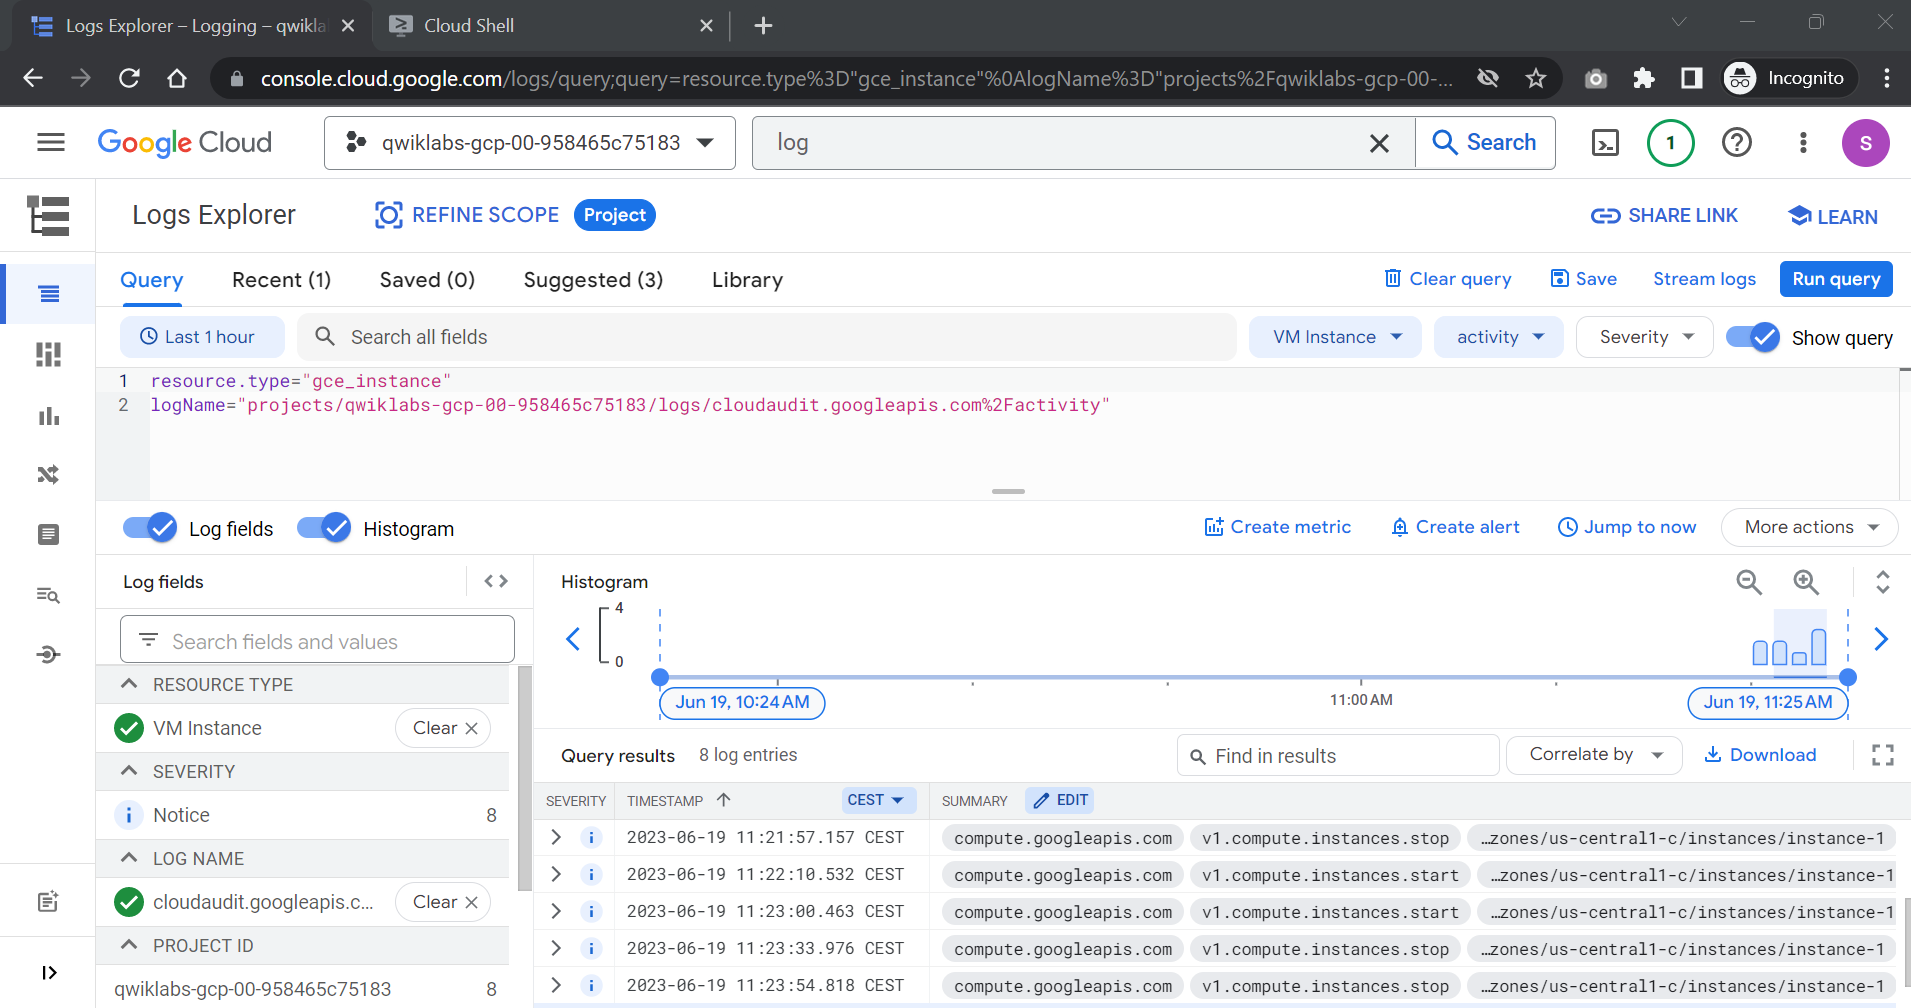 Logs Explorer – Logging – qwikla
Cloud Shell
console.cloud.google.com/logs/query;query=resource.type%3D"gce_instance"%0AlogName%3D"projects%2Fqwiklabs-gcp-00-...
Incognito
Google Cloud
qwiklabs-gcp-00-958465c75183
log
Search
1
S
Logs Explorer
REFINE SCOPE
Project
SHARE LINK
LEARN
Query
Recent (1)
Saved (0)
Suggested (3)
Library
Clear query
Save
Stream logs
Run query
Last 1 hour
Search all fields
VM Instance
activity
Severity
Show query
1 resource.type="gce_instance"
2 logName="projects/qwiklabs-gcp-00-958465c75183/logs/cloudaudit.googleapis.com%2Factivity"
Log fields
Histogram
Create metric
Create alert
Jump to now
More actions
Log fields
Search fields and values
RESOURCE TYPE
VM Instance
Clear
SEVERITY
Notice 8
LOG NAME
cloudaudit.googleapis.c...
Clear
PROJECT ID
qwiklabs-gcp-00-958465c75183 8
Histogram
4
0
Jun 19, 10:24 AM
11:00 AM
Jun 19, 11:25 AM
Query results
8 log entries
Find in results
Correlate by
Download
SEVERITY TIMESTAMP CEST SUMMARY EDIT
2023-06-19 11:21:57.157 CEST compute.googleapis.com v1.compute.instances.stop …zones/us-central1-c/instances/instance-1
2023-06-19 11:22:10.532 CEST compute.googleapis.com v1.compute.instances.start …zones/us-central1-c/instances/instance-1
2023-06-19 11:23:00.463 CEST compute.googleapis.com v1.compute.instances.start …zones/us-central1-c/instances/instance-1
2023-06-19 11:23:33.976 CEST compute.googleapis.com v1.compute.instances.stop …zones/us-central1-c/instances/instance-1
2023-06-19 11:23:54.818 CEST compute.googleapis.com v1.compute.instances.stop …zones/us-central1-c/instances/instance-1